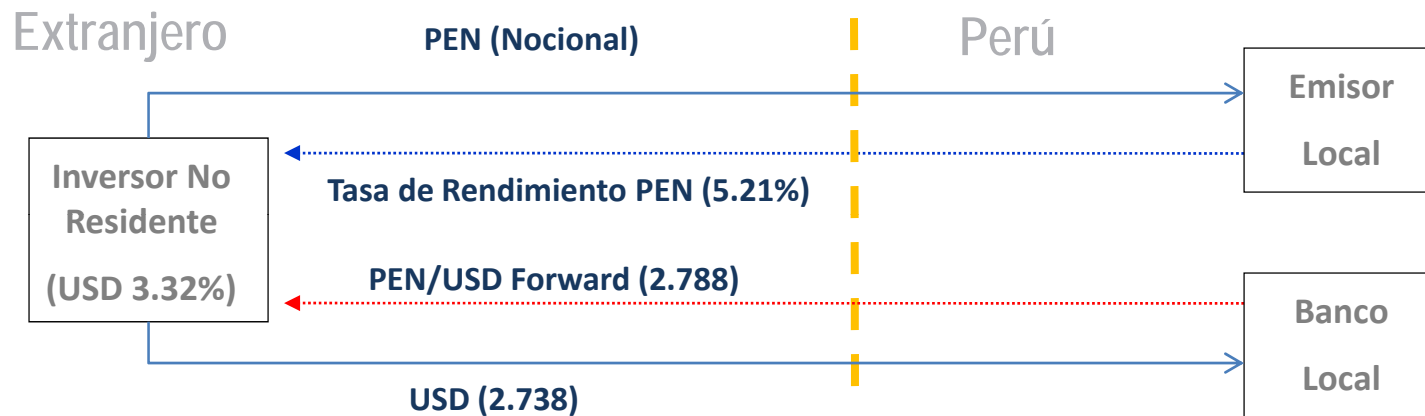 Extranjero
PEN (Nocional)
Perú
Emisor
Local
Inversor No
Residente
(USD 3.32%)
Tasa de Rendimiento PEN (5.21%)
PEN/USD Forward (2.788)
Banco
Local
USD (2.738)